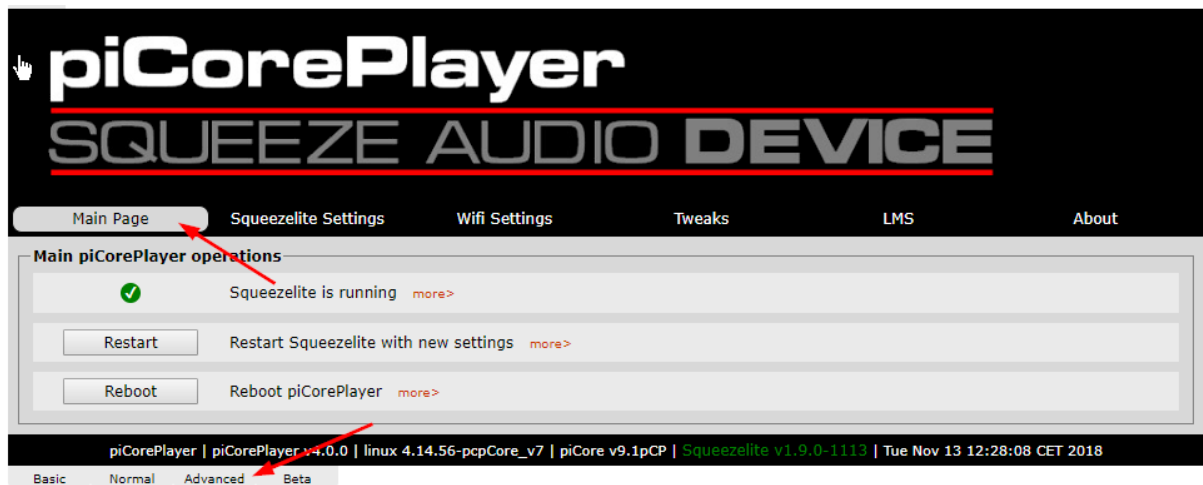 piCorePlayer
SQUEEZE AUDIO DEVICE
Main Page Squeezelite Settings Wifi Settings Tweaks LMS About
Main piCorePlayer operations
Squeezelite is running more>
Restart Restart Squeezelite with new settings more>
Reboot Reboot piCorePlayer more>
piCorePlayer | piCorePlayer v4.0.0 | linux 4.14.56-pcpCore_v7 | piCore v9.1pCP | Squeezelite v1.9.0-1113 | Tue Nov 13 12:28:08 CET 2018
Basic Normal Advanced Beta